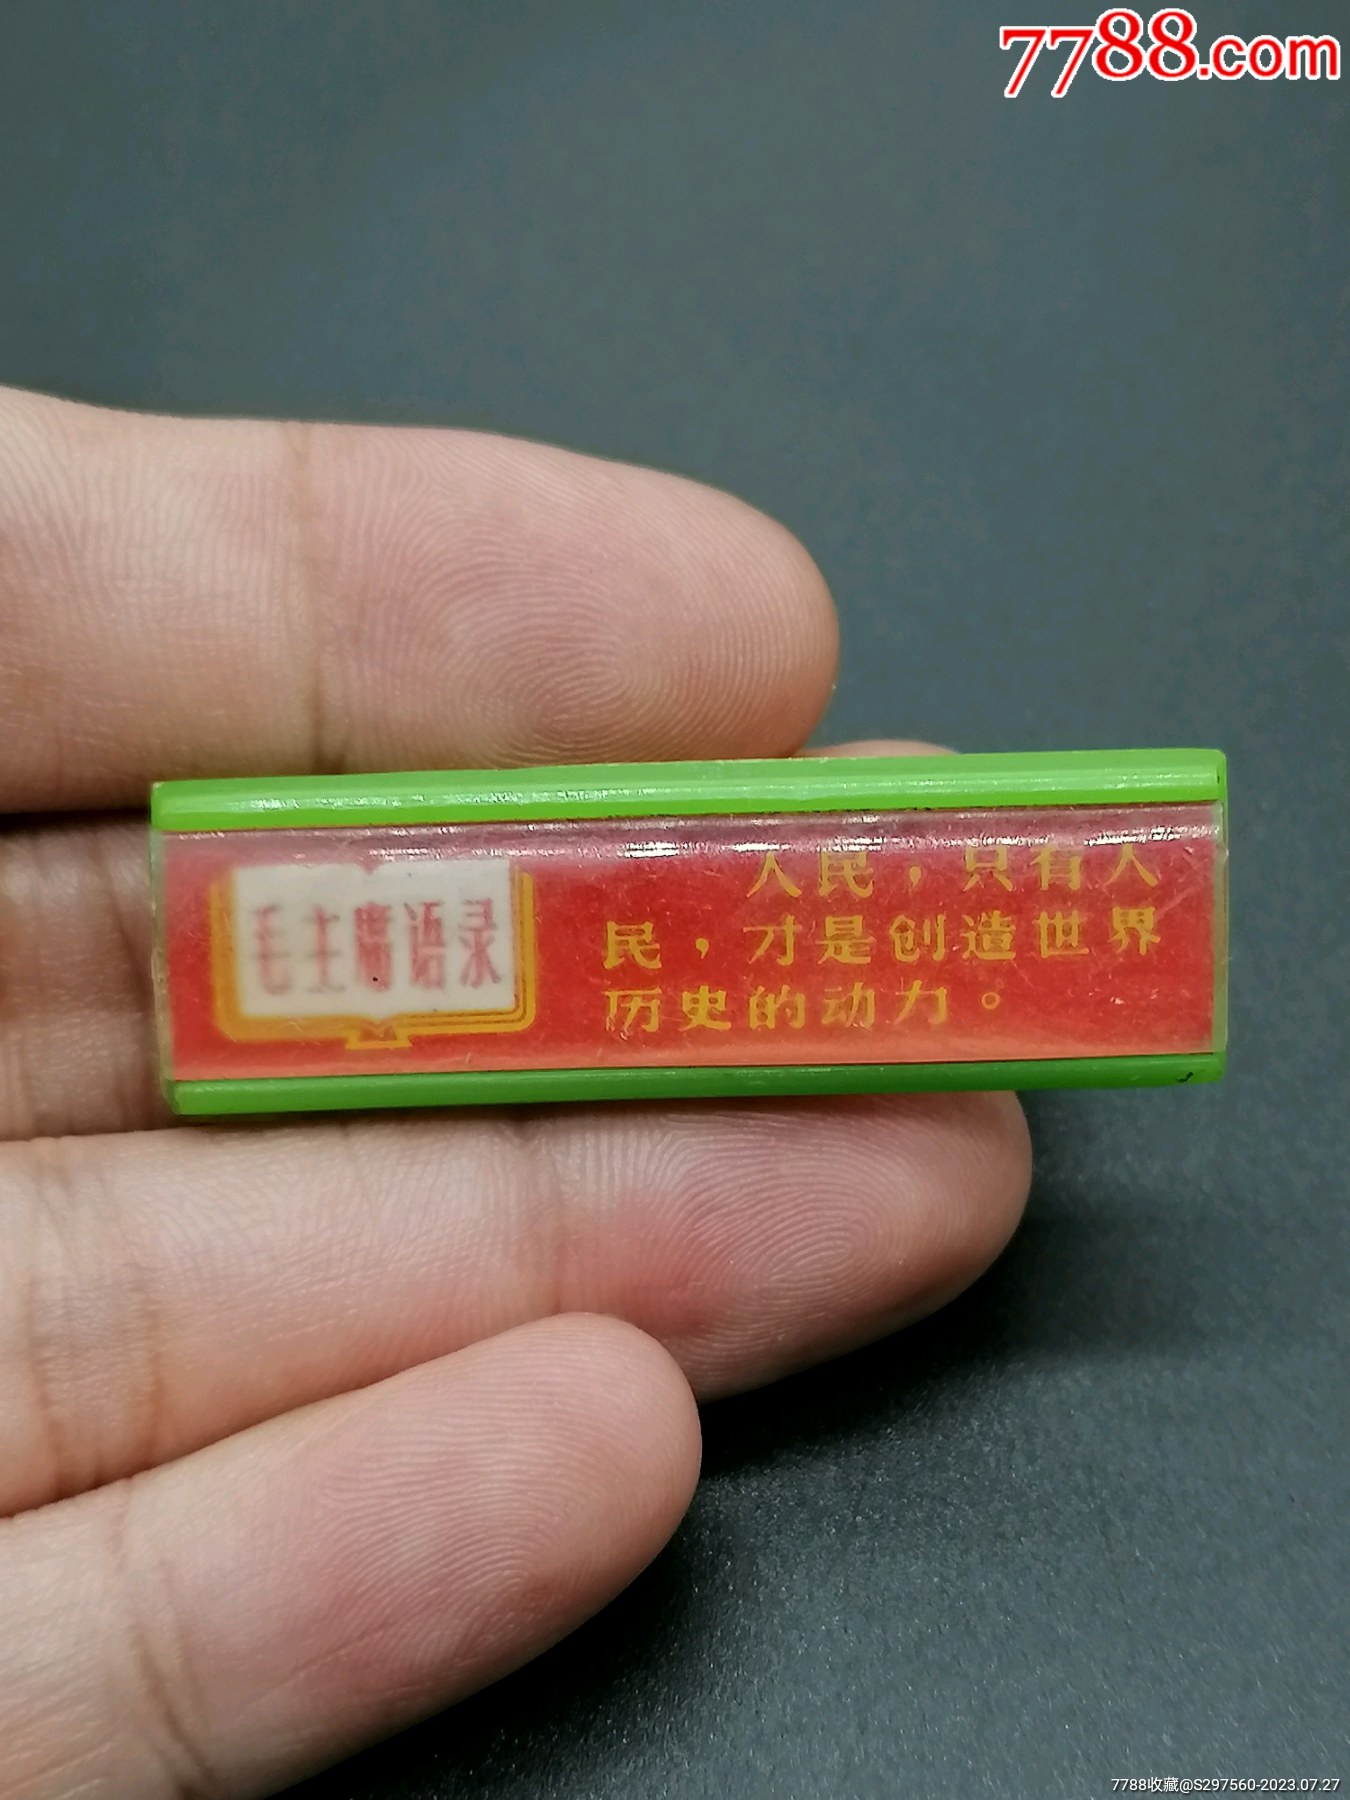 7788.com
毛主席语录
人民，只有人
民，才是创造世界
历史的动力。
7788收藏@S297560-2023.07.27